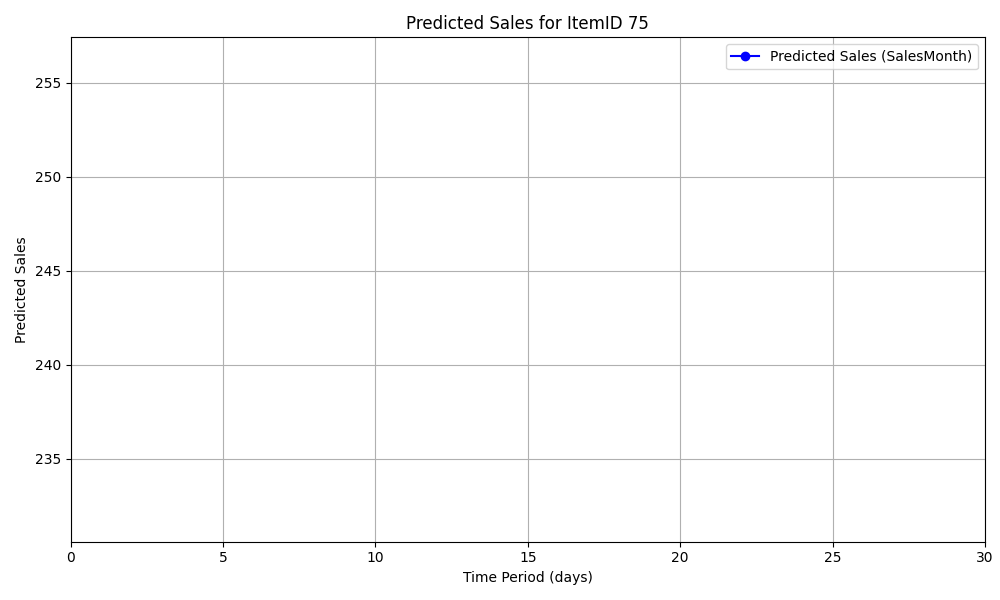 Predicted Sales for ItemID 75
Predicted Sales (SalesMonth)
Predicted Sales
255
250
245
240
235
0 5 10 15 20 25 30
Time Period (days)